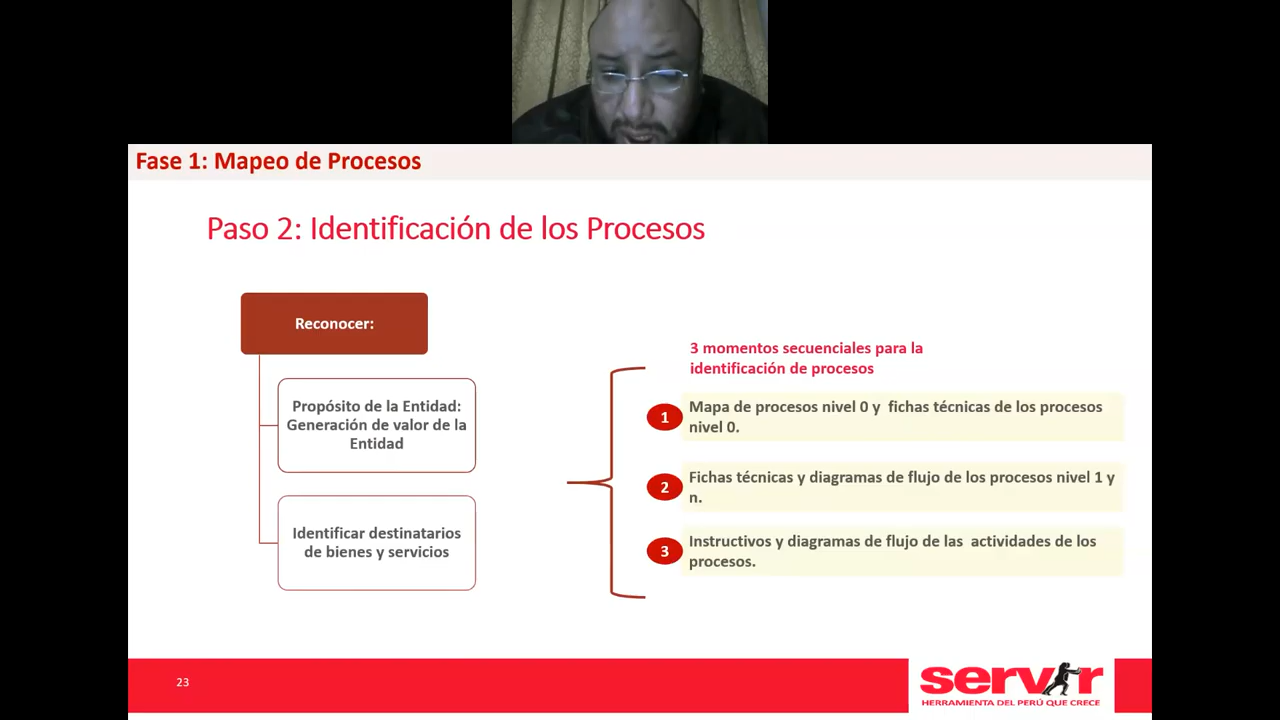 Fase 1: Mapeo de Procesos
Paso 2: Identificación de los Procesos
Reconocer:
Propósito de la Entidad:
Generación de valor de la
Entidad
Identificar destinatarios
de bienes y servicios
3 momentos secuenciales para la
identificación de procesos
1
Mapa de procesos nivel 0 y fichas técnicas de los procesos
nivel 0.
2
Fichas técnicas y diagramas de flujo de los procesos nivel 1 y
n.
3
Instructivos y diagramas de flujo de las actividades de los
procesos.
23
servir
HERRAMIENTA DEL PERÚ QUE CRECE